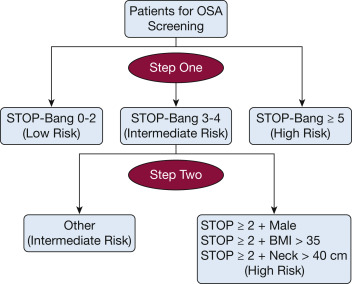 Patients for OSA
Screening
Step One
STOP-Bang 0-2
(Low Risk)
STOP-Bang 3-4
(Intermediate Risk)
STOP-Bang ≥ 5
(High Risk)
Step Two
Other
(Intermediate Risk)
STOP ≥ 2 + Male
STOP ≥ 2 + BMI > 35
STOP ≥ 2 + Neck > 40 cm
(High Risk)